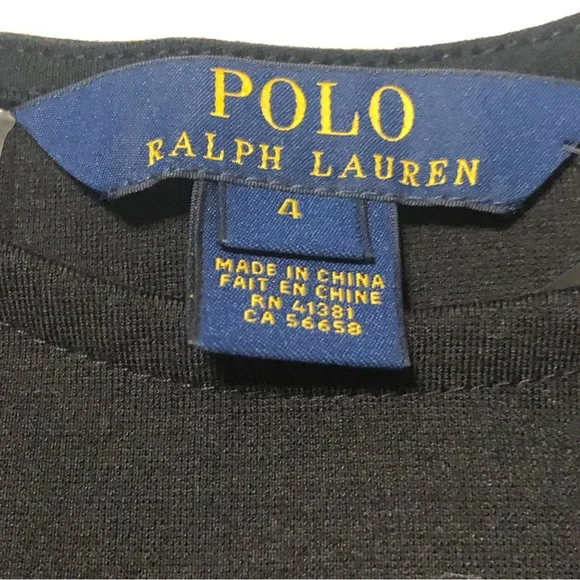 POLO
RALPH LAUREN
4
MADE IN CHINA
FAIT EN CHINE
RN 41381
CA 56658